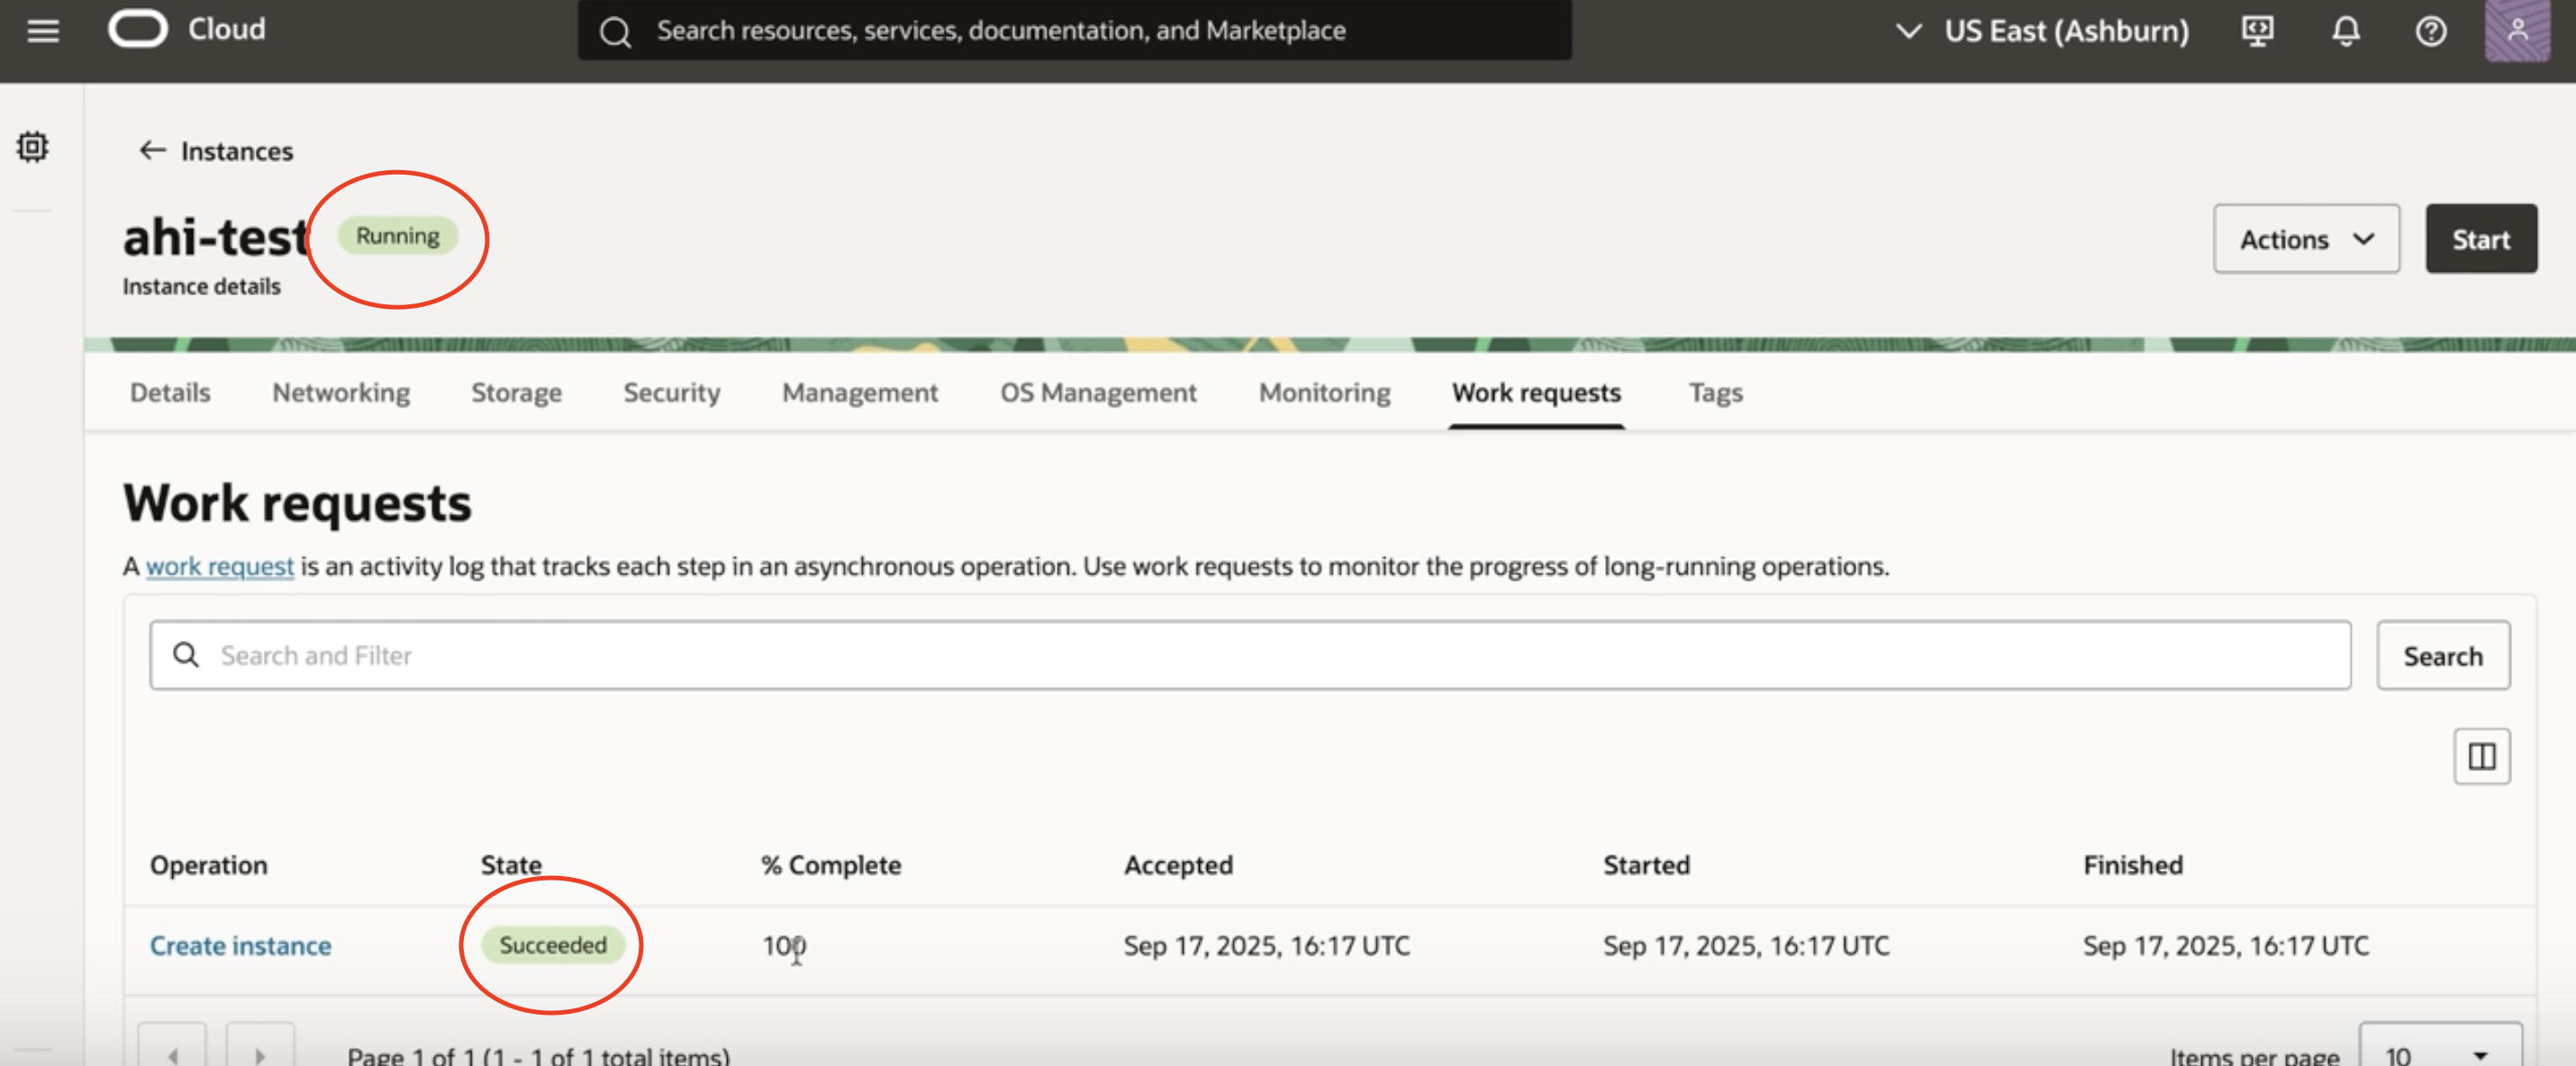 Cloud
Search resources, services, documentation, and Marketplace
US East (Ashburn)
Instances
ahi-test
Running
Actions
Start
Instance details
Details Networking Storage Security Management OS Management Monitoring Work requests Tags
Work requests
A work request is an activity log that tracks each step in an asynchronous operation. Use work requests to monitor the progress of long-running operations.
Search and Filter
Search
Operation State % Complete Accepted Started Finished
Create instance Succeeded 100 Sep 17, 2025, 16:17 UTC Sep 17, 2025, 16:17 UTC Sep 17, 2025, 16:17 UTC
Page 1 of 1 (1 - 1 of 1 total items)
Items per page 10